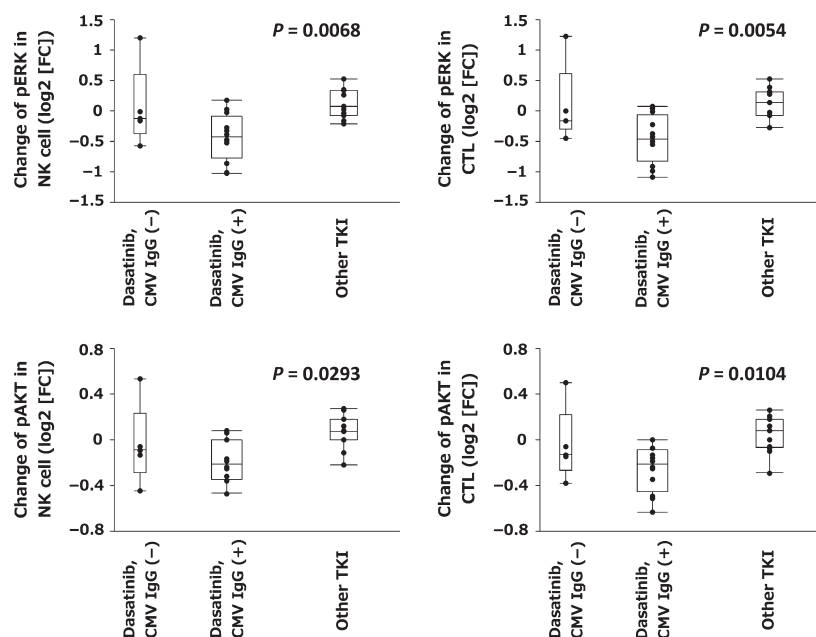 Change of pERK in
NK cell (log2 [FC])
1.5
1
0.5
0
−0.5
−1
−1.5
P = 0.0068
Dasatinib,
CMV IgG (−)
Dasatinib,
CMV IgG (+)
Other TKI
Change of pERK in
CTL (log2 [FC])
1.5
1
0.5
0
−0.5
−1
−1.5
P = 0.0054
Dasatinib,
CMV IgG (−)
Dasatinib,
CMV IgG (+)
Other TKI
Change of pAKT in
NK cell (log2 [FC])
0.8
0.4
0
−0.4
−0.8
P = 0.0293
Dasatinib,
CMV IgG (−)
Dasatinib,
CMV IgG (+)
Other TKI
Change of pAKT in
CTL (log2 [FC])
0.8
0.4
0
−0.4
−0.8
P = 0.0104
Dasatinib,
CMV IgG (−)
Dasatinib,
CMV IgG (+)
Other TKI